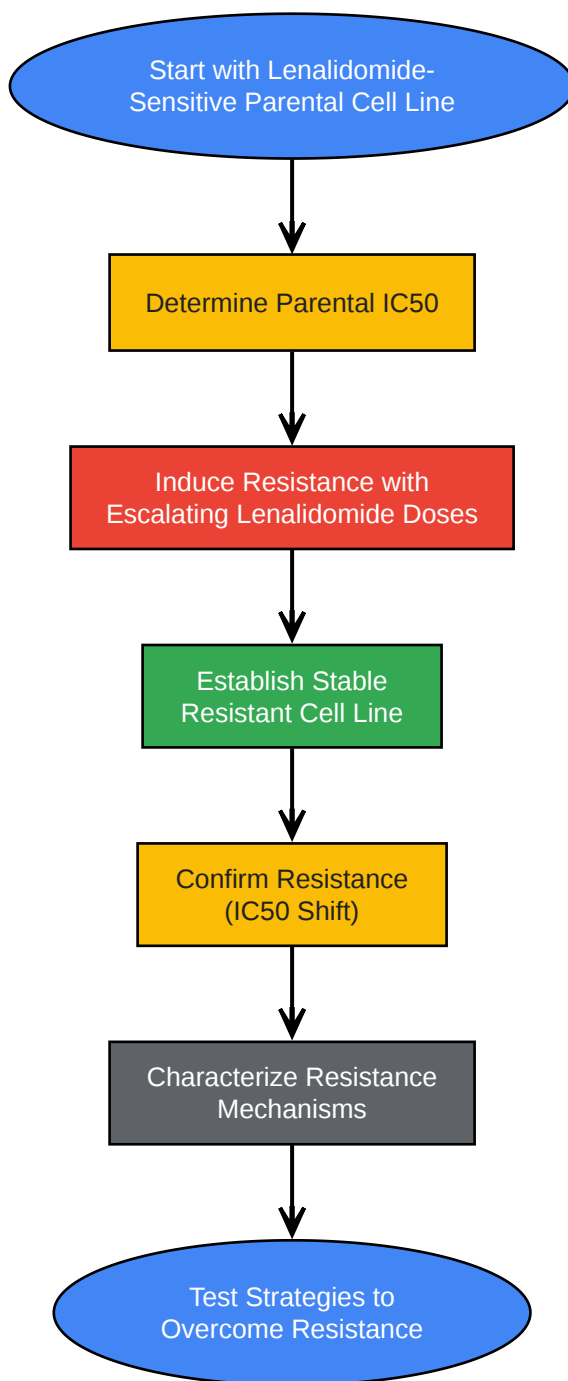 Start with Lenalidomide-
Sensitive Parental Cell Line
Determine Parental IC50
Induce Resistance with
Escalating Lenalidomide Doses
Establish Stable
Resistant Cell Line
Confirm Resistance
(IC50 Shift)
Characterize Resistance
Mechanisms
Test Strategies to
Overcome Resistance